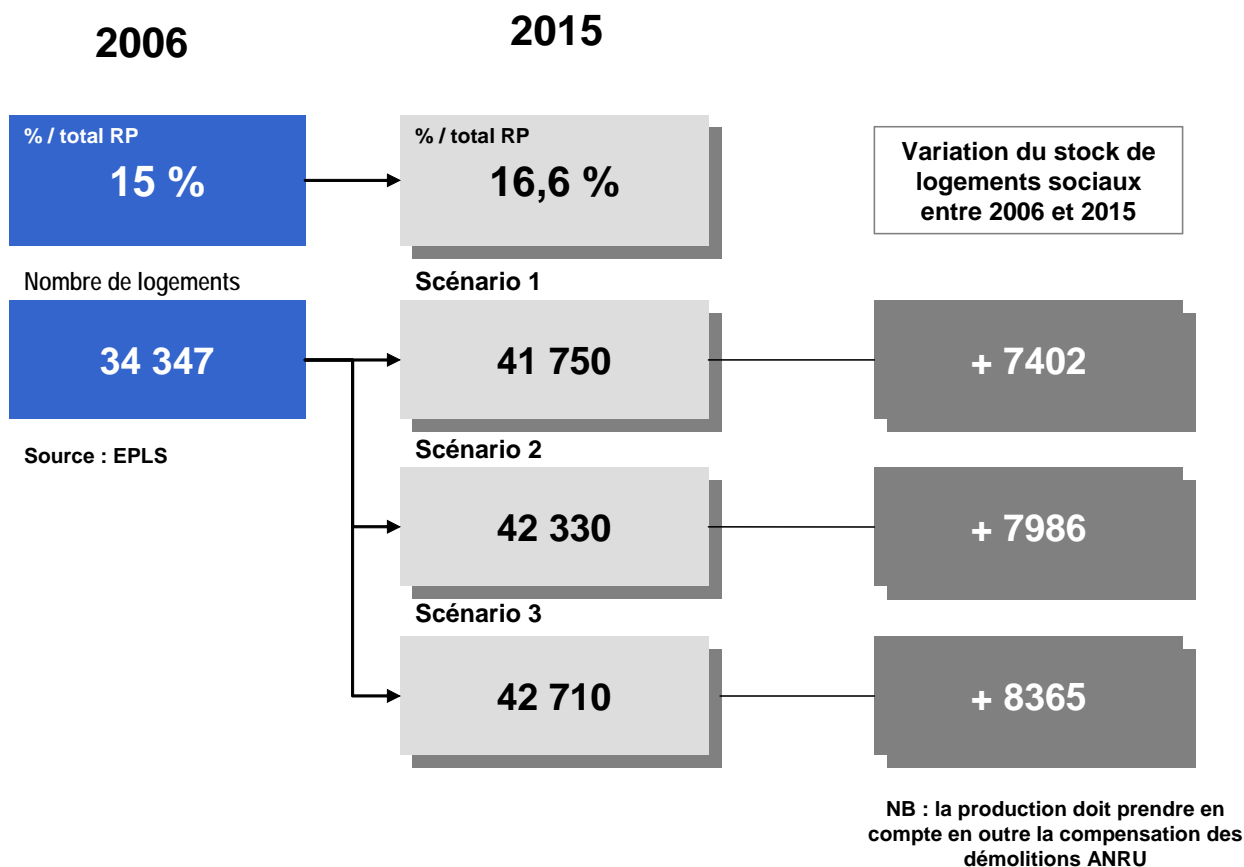 2006
2015
% / total RP
15 %
% / total RP
16,6 %
Variation du stock de
logements sociaux
entre 2006 et 2015
Nombre de logements
Scénario 1
34 347
41 750
+ 7402
Source : EPLS
Scénario 2
42 330
+ 7986
Scénario 3
42 710
+ 8365
NB : la production doit prendre en
compte en outre la compensation des
démolitions ANRU